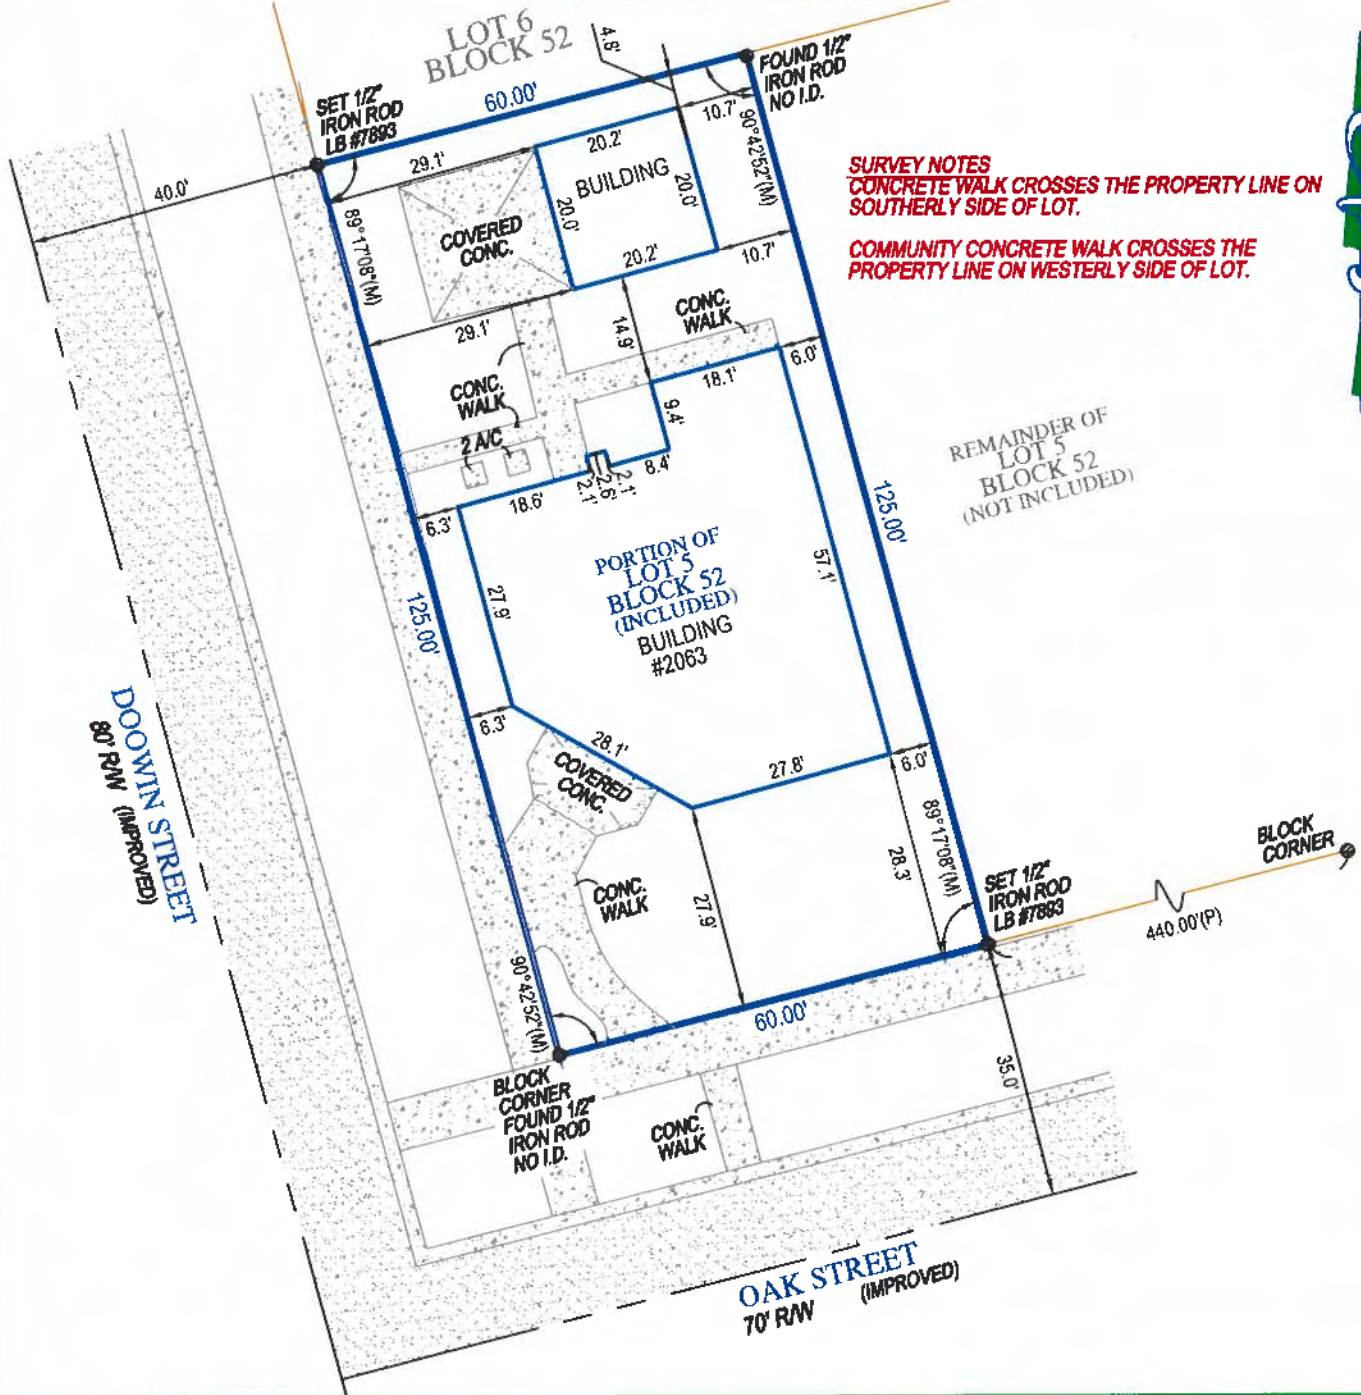 LOT 6
BLOCK 52
4.8'
FOUND 1/2"
IRON ROD
NO I.D.
SET 1/2"
IRON ROD
LB #7893
60.00'
10.7'
90°42'52"(M)
40.0'
29.1'
20.2'
BUILDING
20.0'
20.0'
89°17'08"(M)
COVERED
CONC.
20.2'
10.7'
SURVEY NOTES
CONCRETE WALK CROSSES THE PROPERTY LINE ON
SOUTHERLY SIDE OF LOT.
COMMUNITY CONCRETE WALK CROSSES THE
PROPERTY LINE ON WESTERLY SIDE OF LOT.
29.1'
14.9'
CONC.
WALK
6.0'
18.1'
CONC.
WALK
9.4'
2 A/C
8.4'
2.1'
2.6'
2.1'
18.6'
6.3'
REMAINDER OF
LOT 5
BLOCK 52
(NOT INCLUDED)
125.00'
57.1'
PORTION OF
LOT 5
BLOCK 52
(INCLUDED)
BUILDING
#2063
27.9'
125.00'
6.3'
28.1'
COVERED
CONC.
27.8'
6.0'
DOOWIN STREET
80' R/W (IMPROVED)
89°17'08"(M)
28.3'
BLOCK
CORNER
SET 1/2"
IRON ROD
LB #7893
440.00'(P)
CONC.
WALK
27.9'
90°42'52"(M)
60.00'
35.0'
BLOCK
CORNER
FOUND 1/2"
IRON ROD
NO I.D.
CONC.
WALK
OAK STREET
70' R/W (IMPROVED)